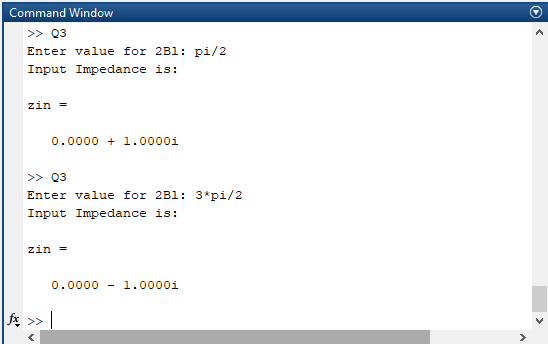 Command Window
>> Q3
Enter value for 2Bl: pi/2
Input Impedance is:
zin =
0.0000 + 1.0000i
>> Q3
Enter value for 2Bl: 3*pi/2
Input Impedance is:
zin =
0.0000 - 1.0000i
fx >>